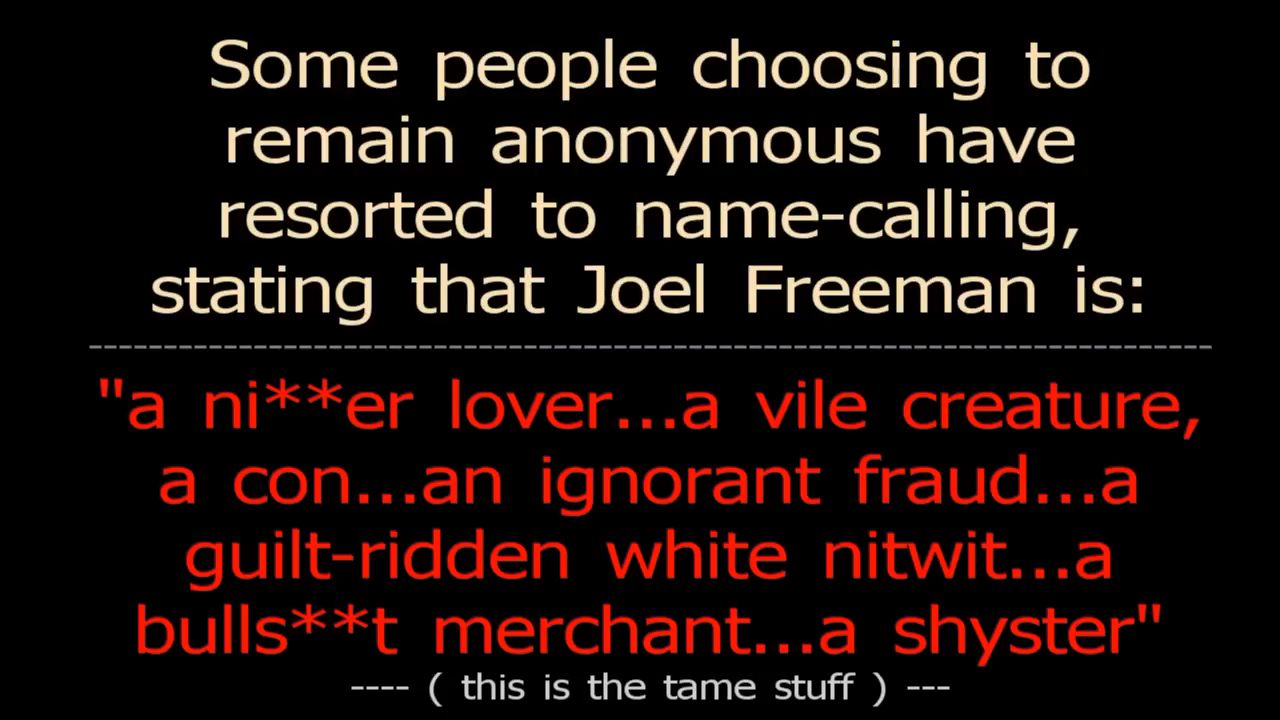 Some people choosing to
remain anonymous have
resorted to name-calling,
stating that Joel Freeman is:
---------------------------------------------------------------------------
"a ni**er lover...a vile creature,
a con...an ignorant fraud...a
guilt-ridden white nitwit...a
bulls**t merchant...a shyster"
---- ( this is the tame stuff ) ---